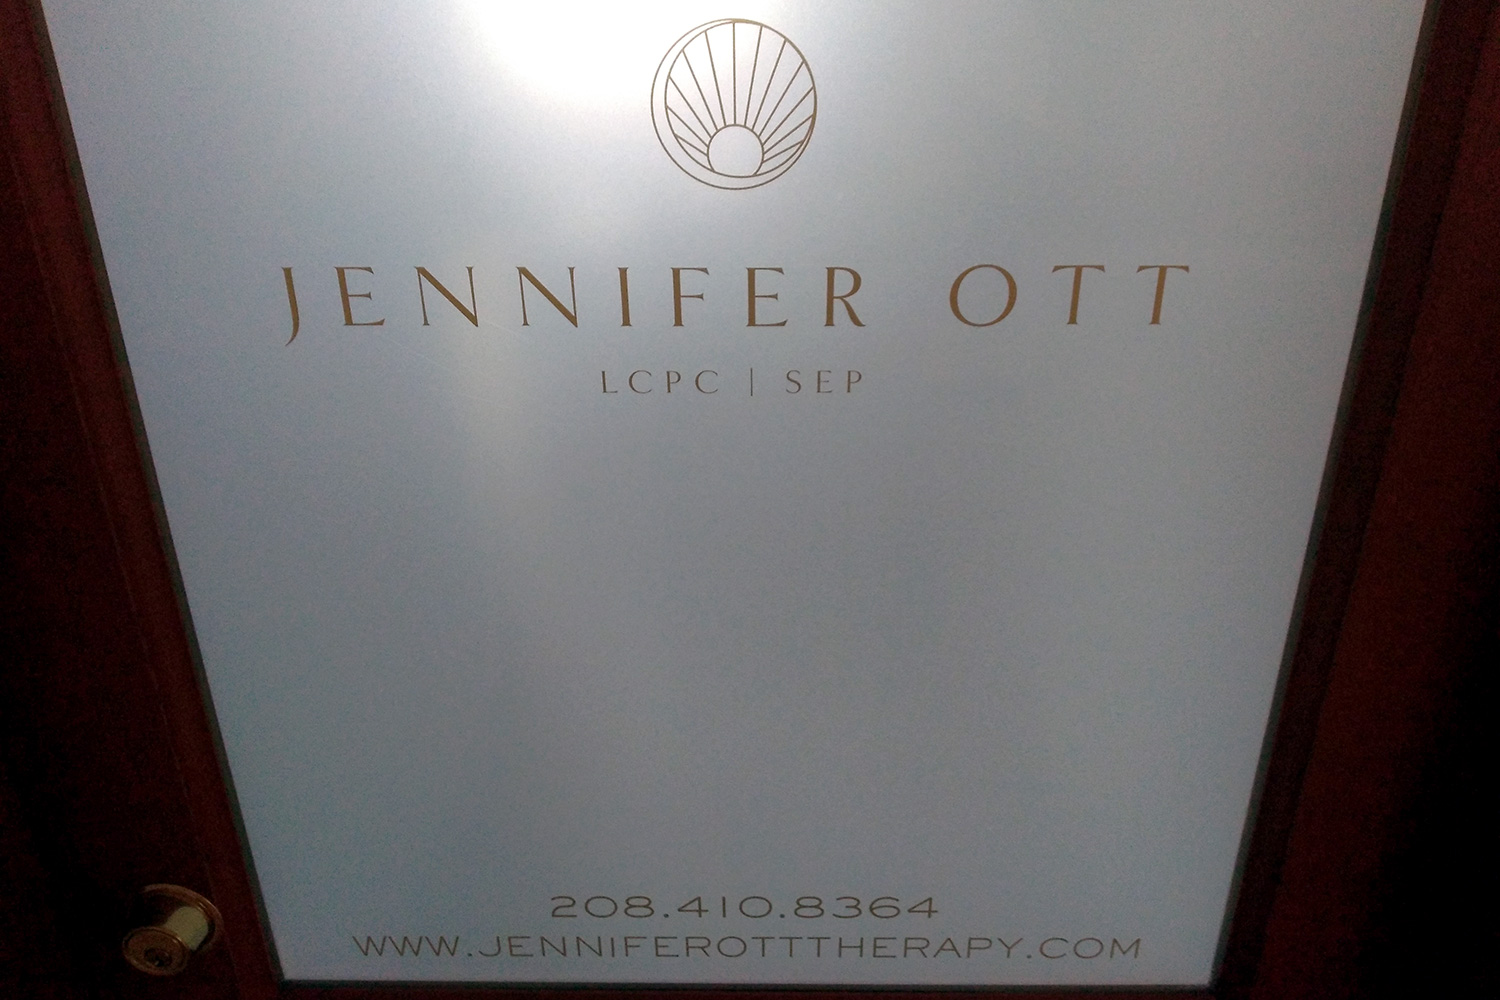 JENNIFER OTT
LCPC | SEP
208.410.8364
WWW.JENNIFEROTTTHERAPY.COM